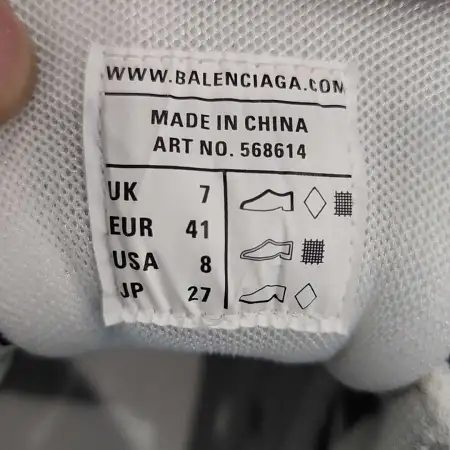 WWW.BALENCIAGA.COM
MADE IN CHINA
ART NO. 568614
UK 7
EUR 41
USA 8
JP 27